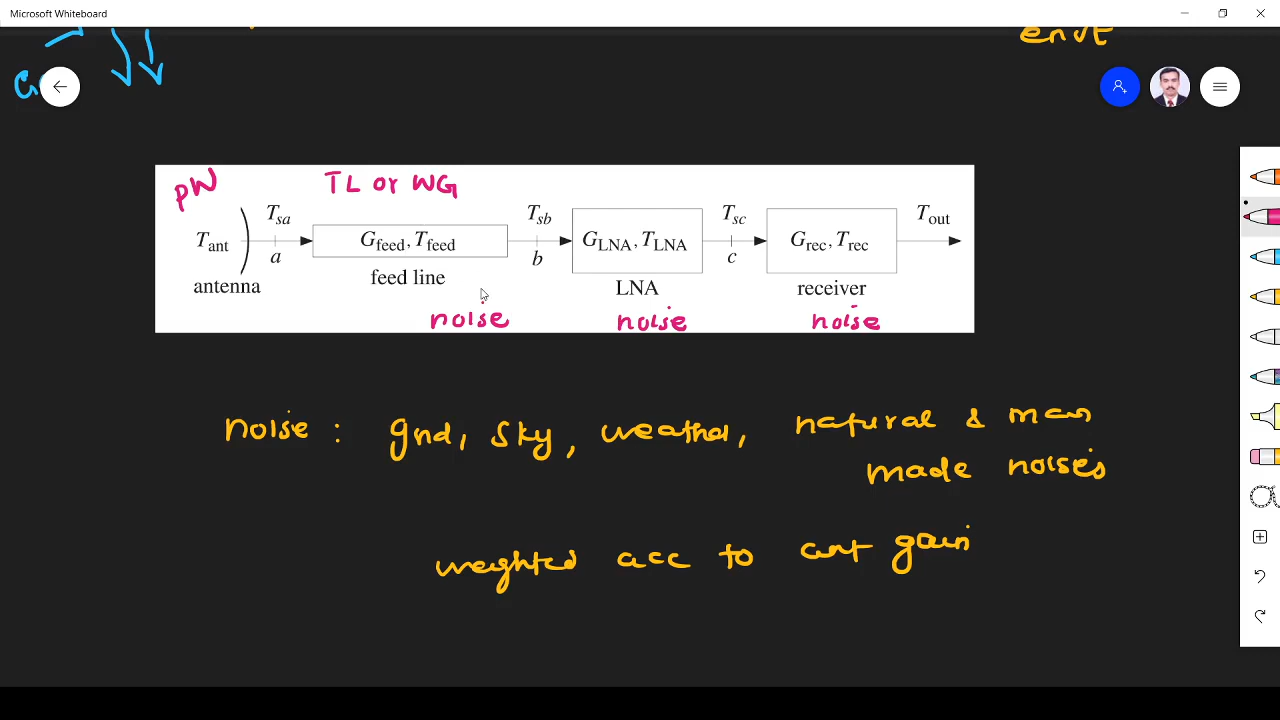 Microsoft Whiteboard
envt
pW TL or WG
T_sa T_sb T_sc T_out
T_ant G_feed, T_feed G_LNA, T_LNA G_rec, T_rec
a b c
antenna feed line LNA receiver
noise noise noise
noise : gnd, sky, weather, natural & man
made noises
weighted acc to ant gain